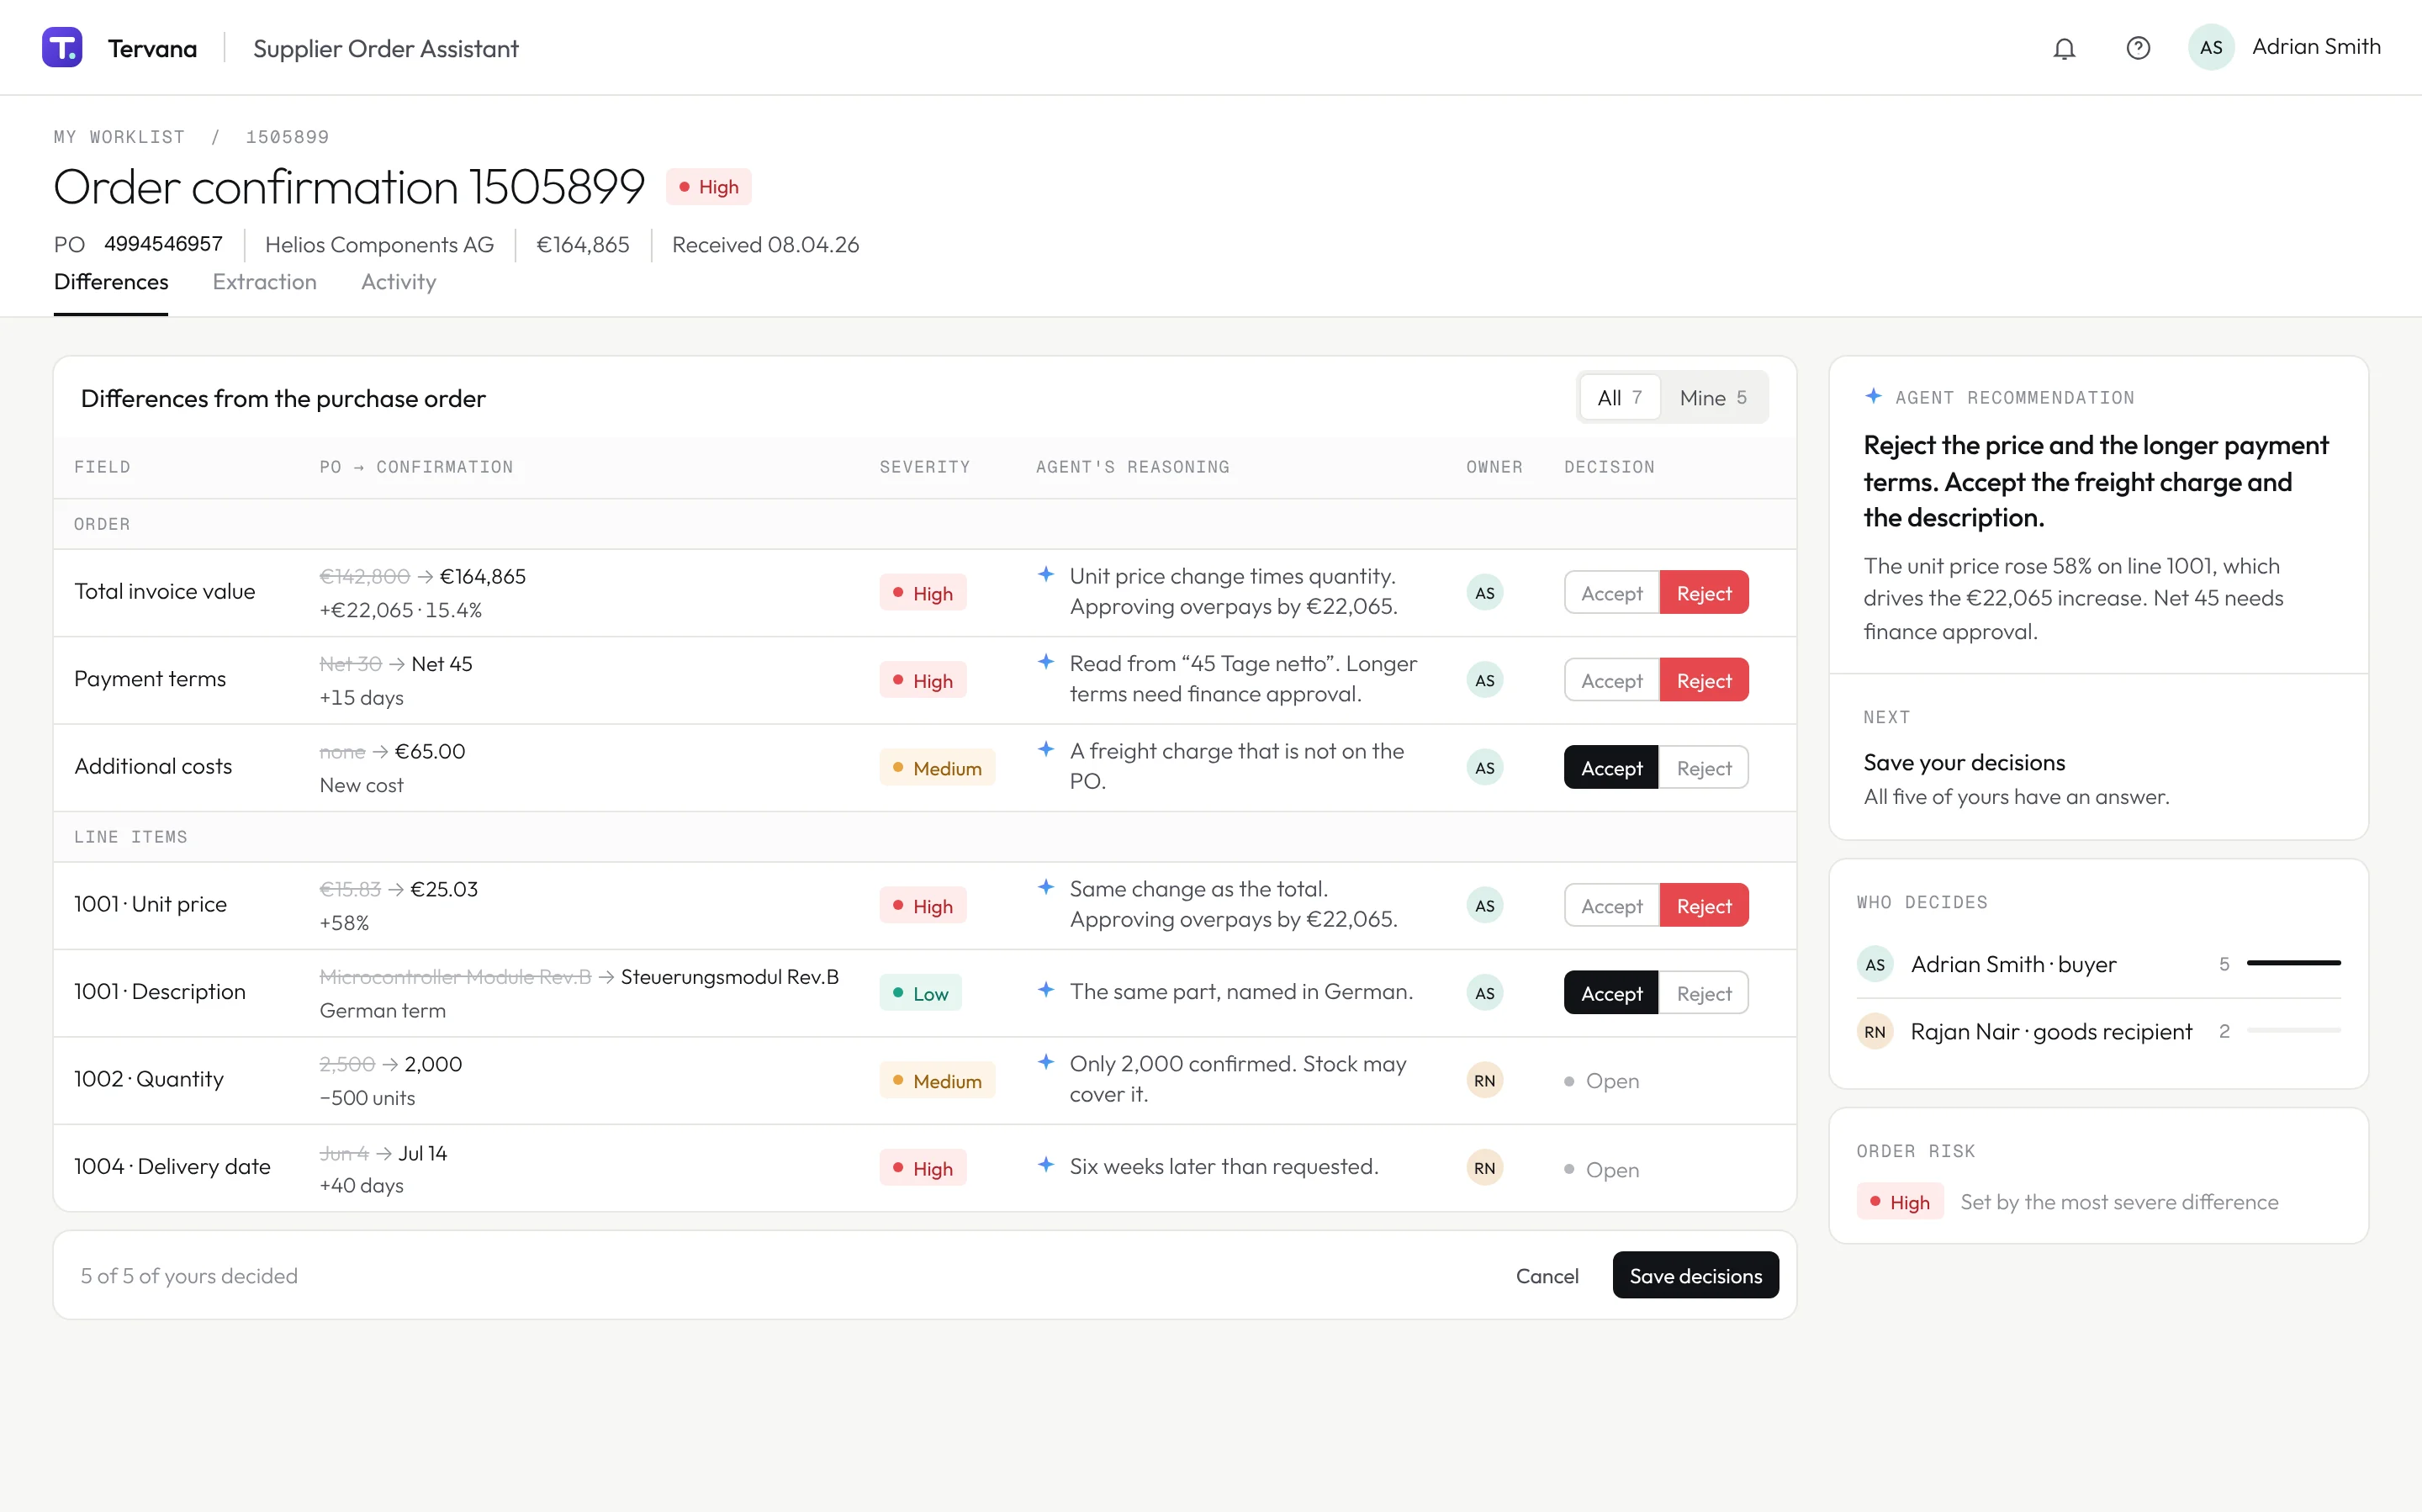 T.
Tervana
Supplier Order Assistant
AS
Adrian Smith
MY WORKLIST / 1505899
Order confirmation 1505899
High
PO 4994546957
Helios Components AG
€164,865
Received 08.04.26
Differences
Extraction
Activity
Differences from the purchase order
All 7
Mine 5
FIELD
PO → CONFIRMATION
SEVERITY
AGENT'S REASONING
OWNER
DECISION
ORDER
Total invoice value
€142,800 → €164,865
+€22,065 · 15.4%
High
Unit price change times quantity.
Approving overpays by €22,065.
AS
Accept
Reject
Payment terms
Net 30 → Net 45
+15 days
High
Read from “45 Tage netto”. Longer
terms need finance approval.
AS
Accept
Reject
Additional costs
none → €65.00
New cost
Medium
A freight charge that is not on the
PO.
AS
Accept
Reject
LINE ITEMS
1001 · Unit price
€15.83 → €25.03
+58%
High
Same change as the total.
Approving overpays by €22,065.
AS
Accept
Reject
1001 · Description
Microcontroller Module Rev.B → Steuerungsmodul Rev.B
German term
Low
The same part, named in German.
AS
Accept
Reject
1002 · Quantity
2,500 → 2,000
−500 units
Medium
Only 2,000 confirmed. Stock may
cover it.
RN
Open
1004 · Delivery date
Jun 4 → Jul 14
+40 days
High
Six weeks later than requested.
RN
Open
5 of 5 of yours decided
Cancel
Save decisions
AGENT RECOMMENDATION
Reject the price and the longer payment
terms. Accept the freight charge and
the description.
The unit price rose 58% on line 1001, which
drives the €22,065 increase. Net 45 needs
finance approval.
NEXT
Save your decisions
All five of yours have an answer.
WHO DECIDES
AS
Adrian Smith · buyer
5
RN
Rajan Nair · goods recipient
2
ORDER RISK
High
Set by the most severe difference